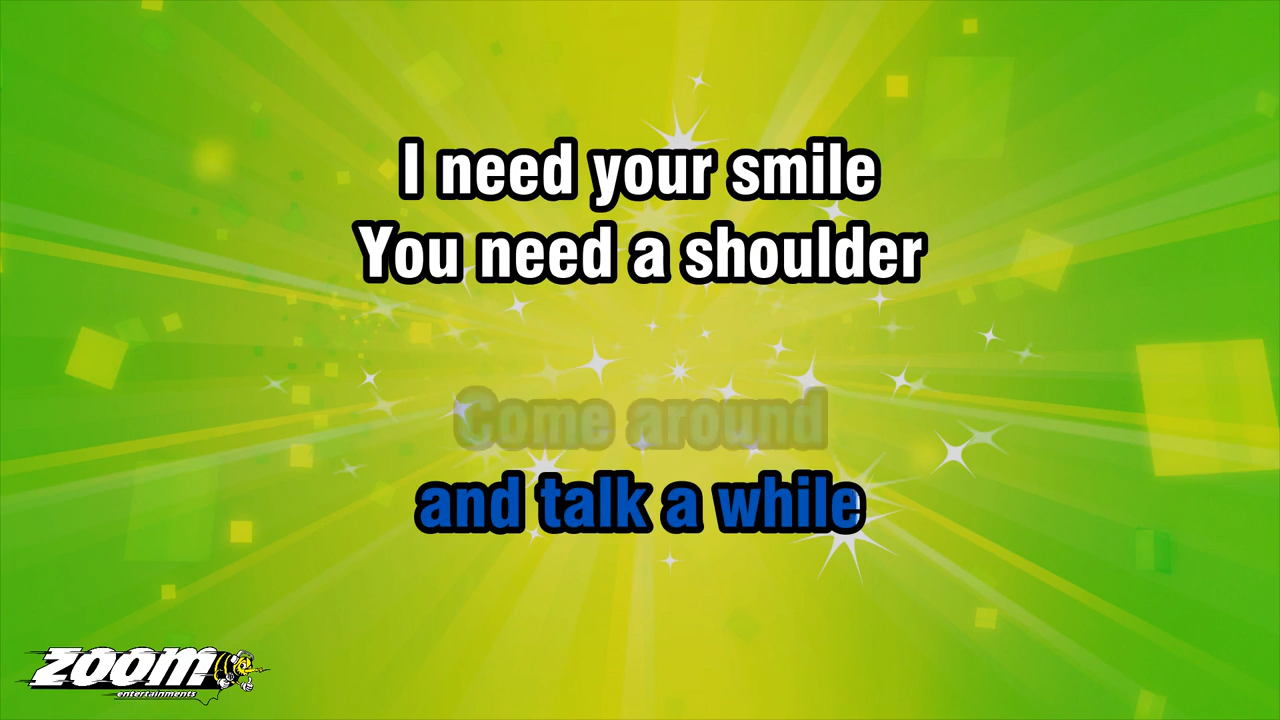 I need your smile
You need a shoulder
Come around
and talk a while
zoom
entertainments